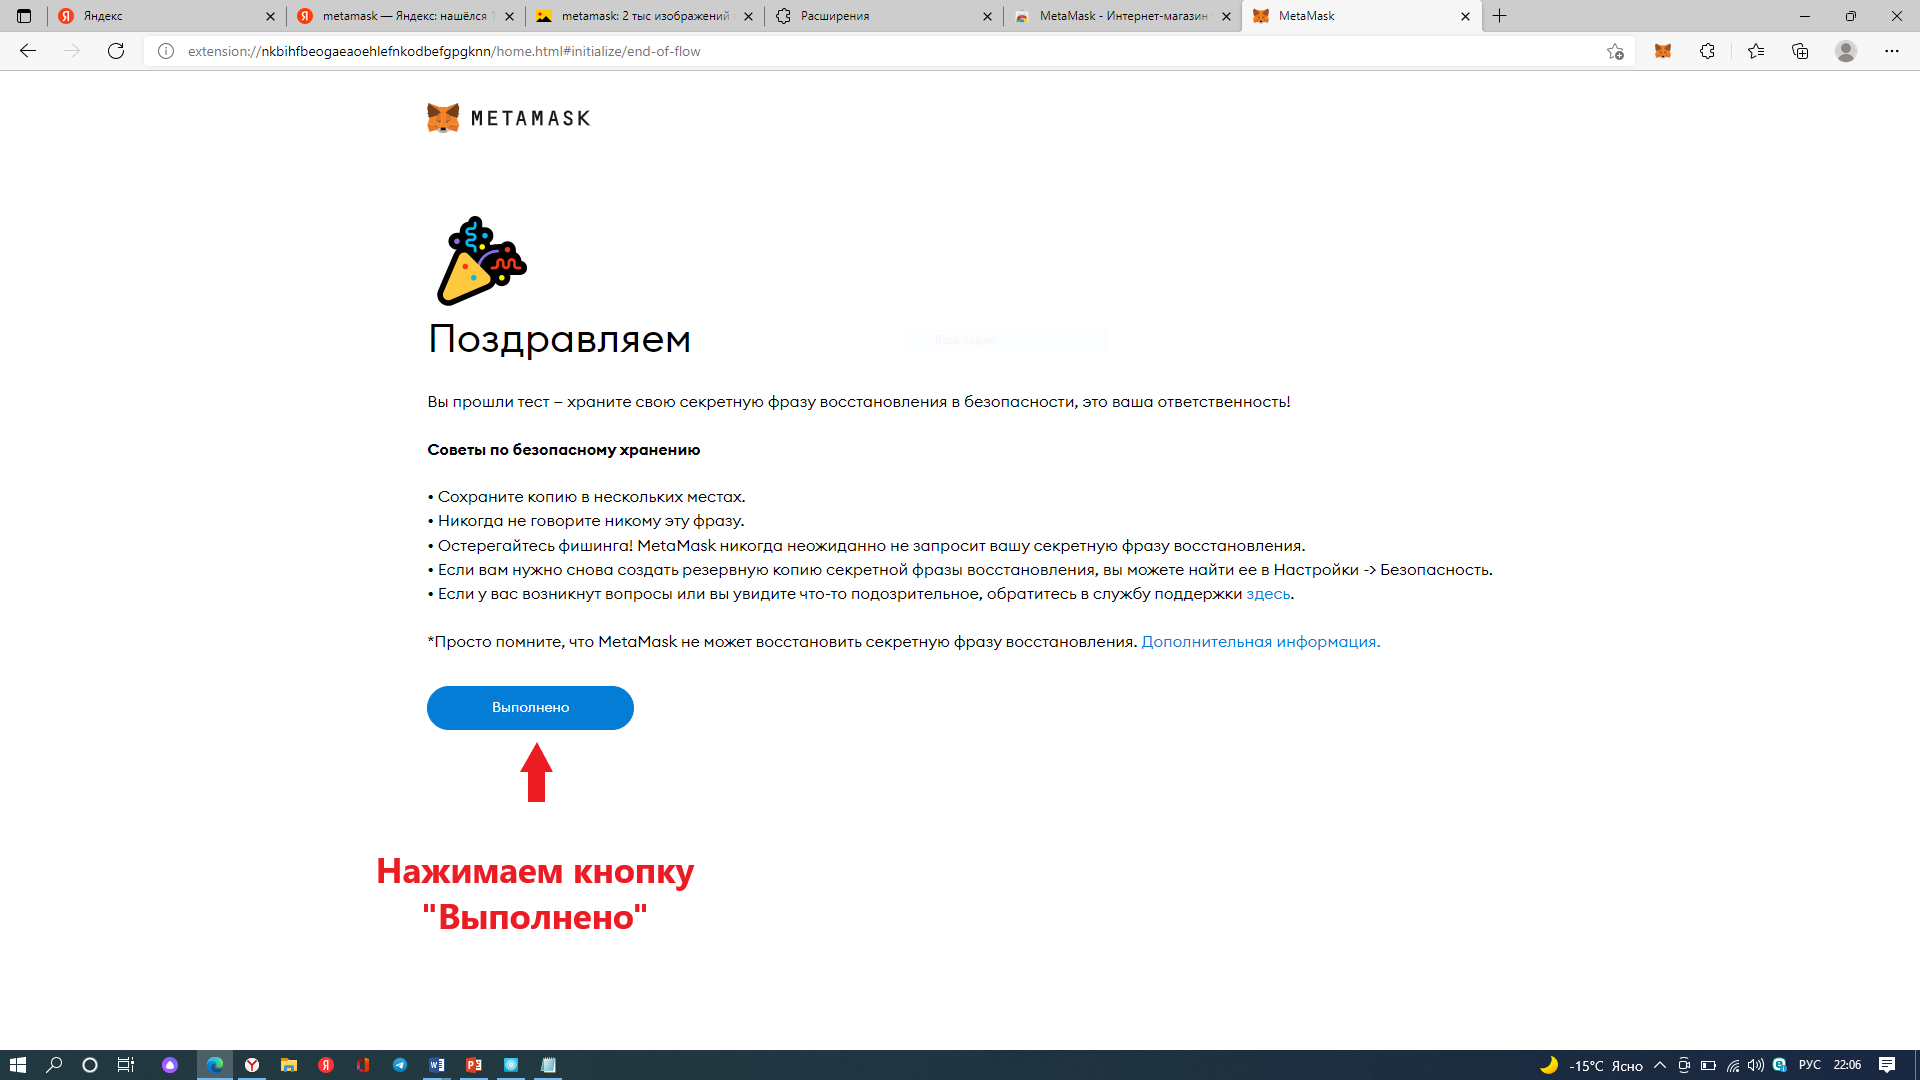 Яндекс
metamask — Яндекс: нашёлся
metamask: 2 тыс изображений
Расширения
MetaMask - Интернет-магазин
MetaMask
extension://nkbihfbeogaeaoehlefnkodbefgpgknn/home.html#initialize/end-of-flow
METAMASK
Поздравляем
Вы прошли тест – храните свою секретную фразу восстановления в безопасности, это ваша ответственность!
Советы по безопасному хранению
• Сохраните копию в нескольких местах.
• Никогда не говорите никому эту фразу.
• Остерегайтесь фишинга! MetaMask никогда неожиданно не запросит вашу секретную фразу восстановления.
• Если вам нужно снова создать резервную копию секретной фразы восстановления, вы можете найти ее в Настройки -> Безопасность.
• Если у вас возникнут вопросы или вы увидите что-то подозрительное, обратитесь в службу поддержки здесь.
*Просто помните, что MetaMask не может восстановить секретную фразу восстановления. Дополнительная информация.
Выполнено
Нажимаем кнопку
"Выполнено"
-15°C Ясно
РУС
22:06